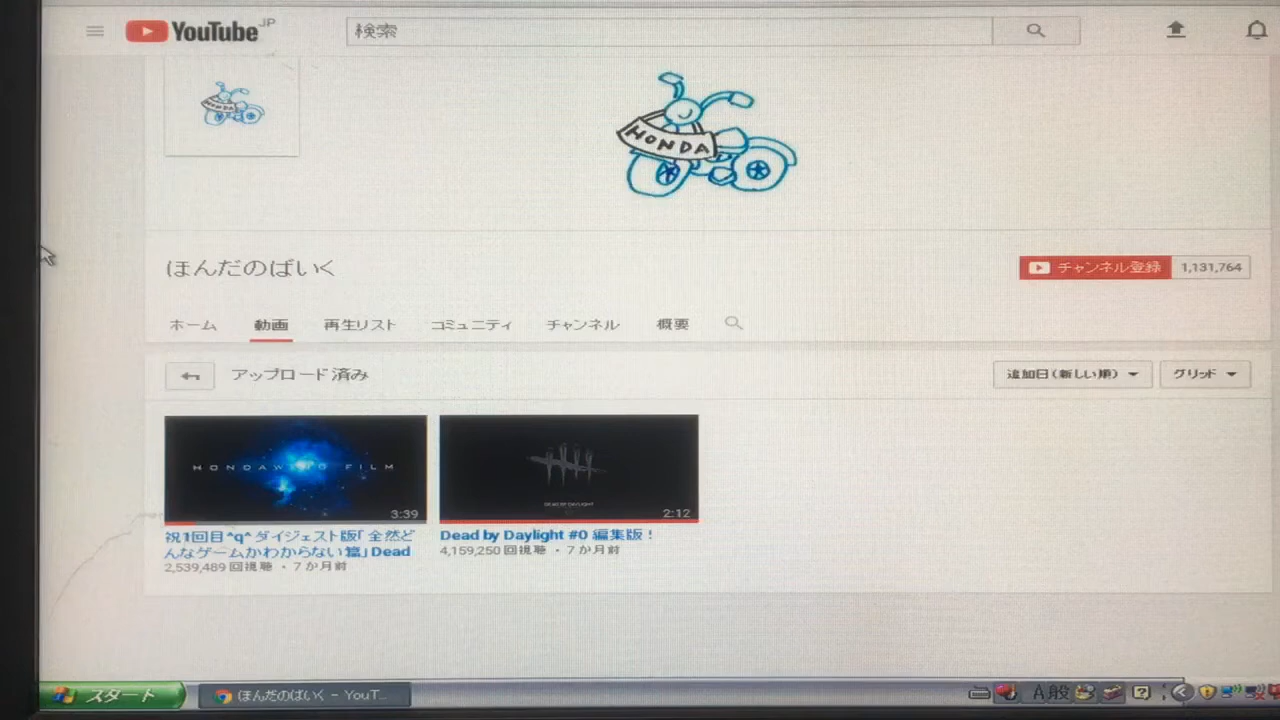 YouTube JP
検索
HONDA
HONDA
ほんだのばいく
チャンネル登録 1,131,764
ホーム 動画 再生リスト コミュニティ チャンネル 概要
アップロード済み
追加日(新しい順) グリッド
HONDAWING FILM
3:39
DEAD BY DAYLIGHT
2:12
祝1回目^q^ダイジェスト版「全然ど
んなゲームかわからない篇」Dead
2,539,489 回視聴 ・ 7 か月前
Dead by Daylight #0 編集版!
4,159,250 回視聴 ・ 7 か月前
スタート
ほんだのばいく - YouT...
A般